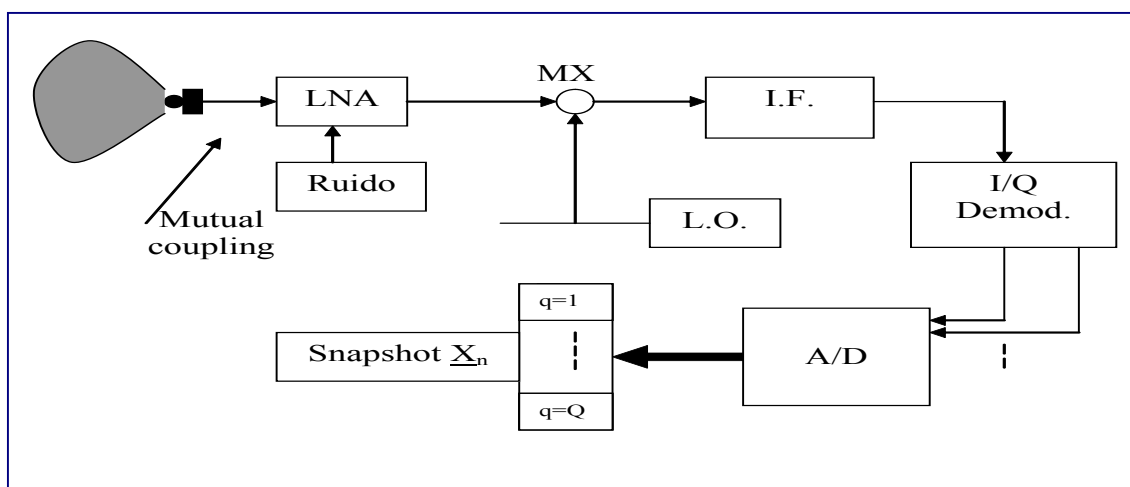 MX
LNA
I.F.
Ruido
I/Q
Demod.
Mutual
coupling
L.O.
q=1
Snapshot Xn
A/D
q=Q